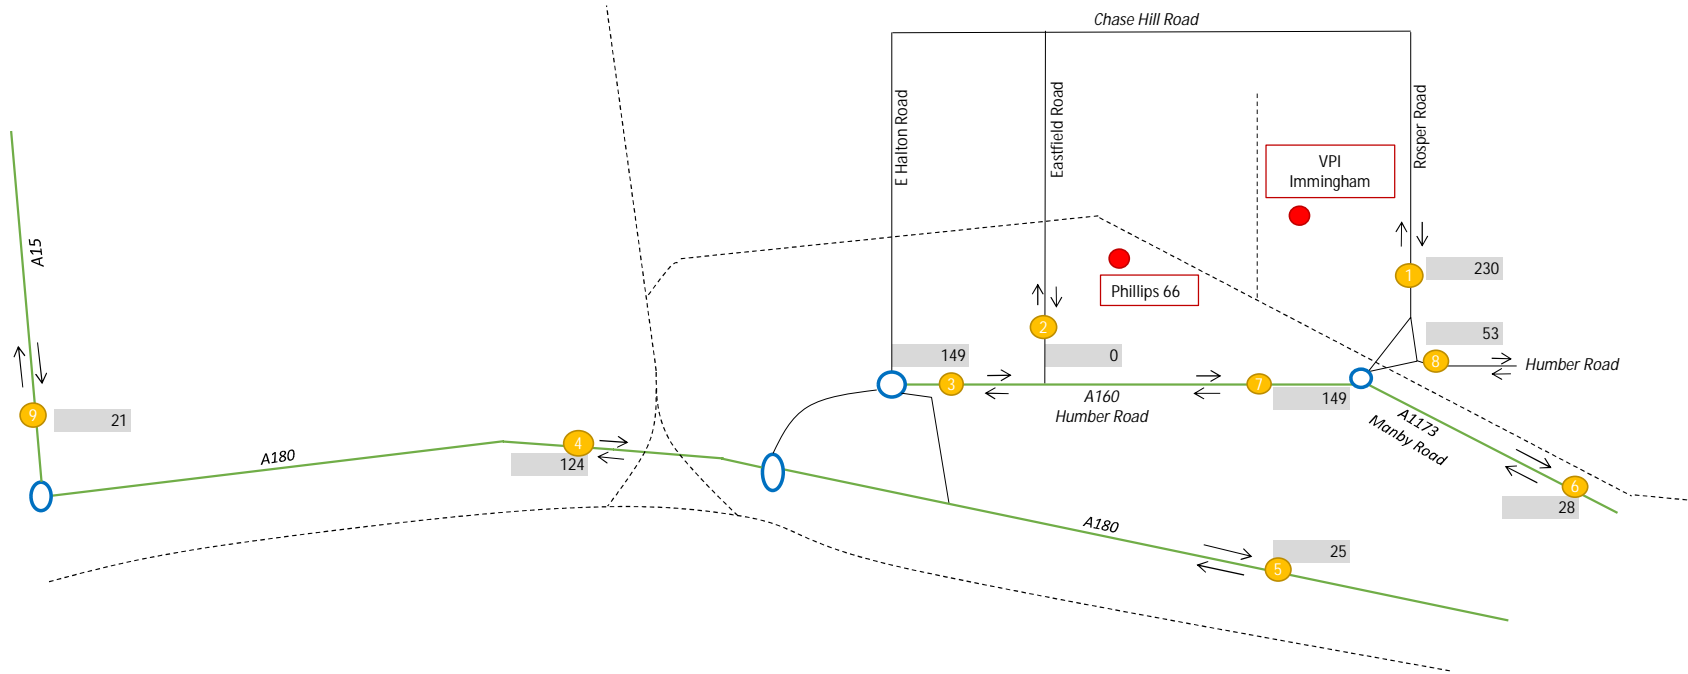 Chase Hill Road
E Halton Road
Eastfield Road
Rosper Road
VPI
Immingham
A15
1
230
Phillips 66
2
53
8
149
0
Humber Road
3
7
A160
149
Humber Road
9
21
A1173
Manby Road
4
124
A180
6
28
A180
25
5